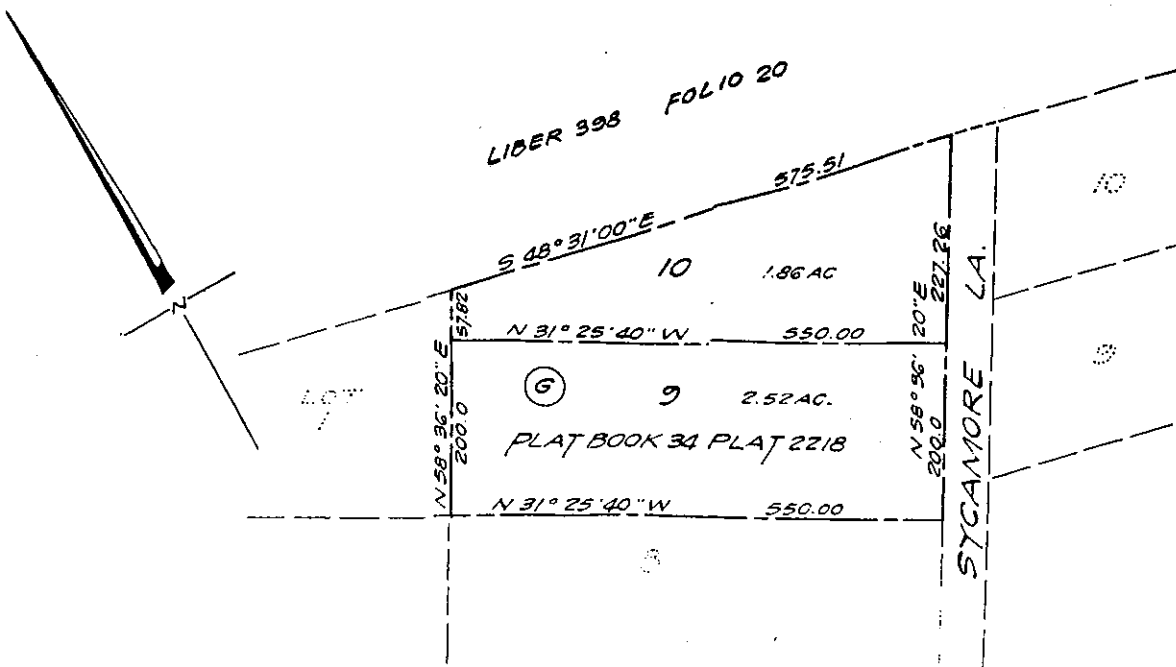 LIBER 398 FOLIO 20
575.51
S 48° 31' 00" E
10
10 1.86 AC
227.26
57.82
N 31° 25' 40" W 550.00
N
LOT
1
N 58° 36' 20" E
200.0
G
9 2.52 AC.
N 58° 36' 20" E
200.0
SYCAMORE LA.
9
PLAT BOOK 34 PLAT 2218
N 31° 25' 40" W 550.00
8